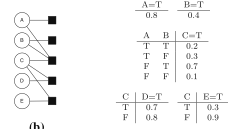 A
B
C
D
E
(b)
A=T
0.8
B=T
0.4
A B C=T
T T 0.2
T F 0.3
F T 0.7
F F 0.1
C D=T
T 0.7
F 0.8
C E=T
T 0.3
F 0.9